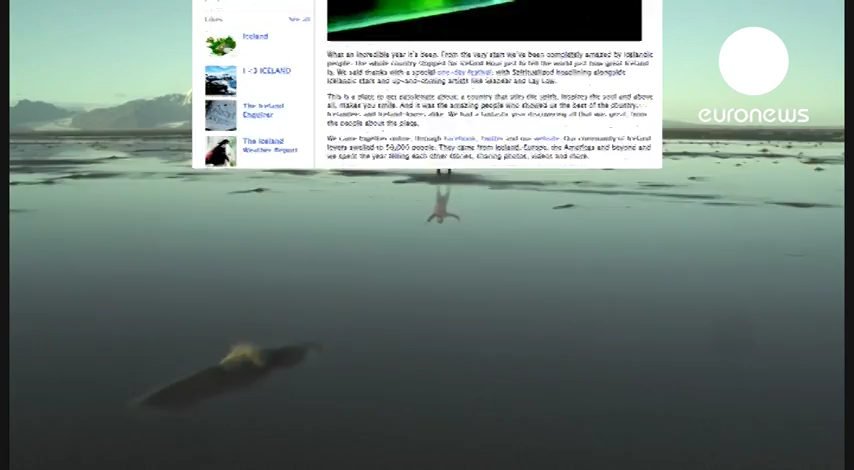 Likes
See all
Iceland
I <3 ICELAND
The Iceland
Enquirer
The Iceland
Weather Report
What an incredible year it's been. From the very start we've been completely amazed by Icelandic
people: the whole country stopped for Iceland Hour just to tell the world just how great Iceland
is. We said thanks with a special one-day festival, with Spiritualized headlining alongside
Icelandic stars and up-and-coming artists like and Lay Low.
This is a place to get passionate about, a country that stirs the spirit, inspires the soul and above
all, makes you smile. And it was the amazing people who showed us the best of the country.
Icelanders and Iceland-lovers alike. We had a fantastic year discovering all that was great, from
the people about the place.
We came together online, through Facebook, Twitter and our website. Our community of Iceland
lovers swelled to people. They came from Iceland, Europe, the Americas and beyond and
we spent the year telling each other stories, sharing photos, videos and more.
euronews